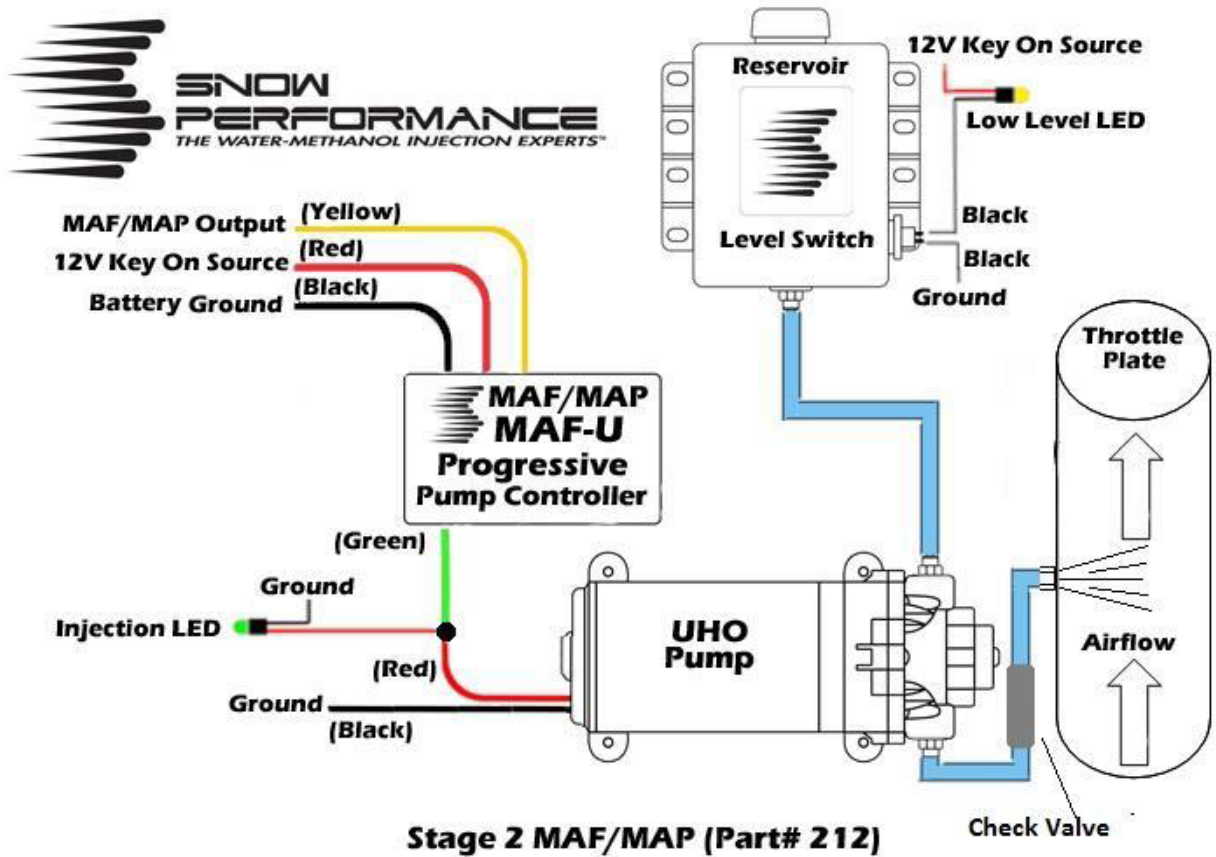 SNOW
PERFORMANCE
THE WATER-METHANOL INJECTION EXPERTS™
Reservoir
Level Switch
12V Key On Source
Low Level LED
Black
Black
Ground
MAF/MAP Output
(Yellow)
12V Key On Source
(Red)
Battery Ground
(Black)
MAF/MAP
MAF-U
Progressive
Pump Controller
Throttle
Plate
Airflow
(Green)
Ground
Injection LED
(Red)
Ground
(Black)
UHO
Pump
Check Valve
Stage 2 MAF/MAP (Part# 212)